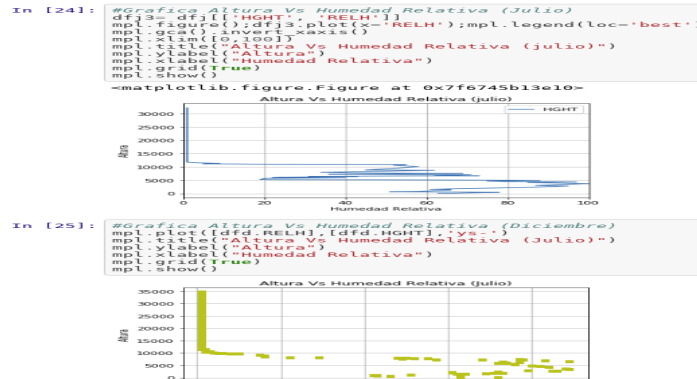 In [24]: #Grafica Altura Vs Humedad Relativa (Julio)
dfj3= dfj[['HGHT', 'RELH']]
mpl.figure();dfj3.plot(x='RELH');mpl.legend(loc='best'
mpl.gca().invert_xaxis()
mpl.xlim([0,100])
mpl.title("Altura Vs Humedad Relativa (julio)")
mpl.ylabel("Altura")
mpl.xlabel("Humedad Relativa")
mpl.grid(True)
mpl.show()
<matplotlib.figure.Figure at 0x7f6745b13e10>
Altura Vs Humedad Relativa (julio)
HGHT
30000
25000
20000
15000
10000
5000
0
Altura
0 20 40 60 80 100
Humedad Relativa
In [25]: #Grafica Altura Vs Humedad Relativa (Diciembre)
mpl.plot([dfd.RELH],[dfd.HGHT],'ys-')
mpl.title("Altura Vs Humedad Relativa (Julio)")
mpl.ylabel("Altura")
mpl.xlabel("Humedad Relativa")
mpl.grid(True)
mpl.show()
Altura Vs Humedad Relativa (Julio)
35000
30000
25000
20000
15000
10000
5000
0
Altura